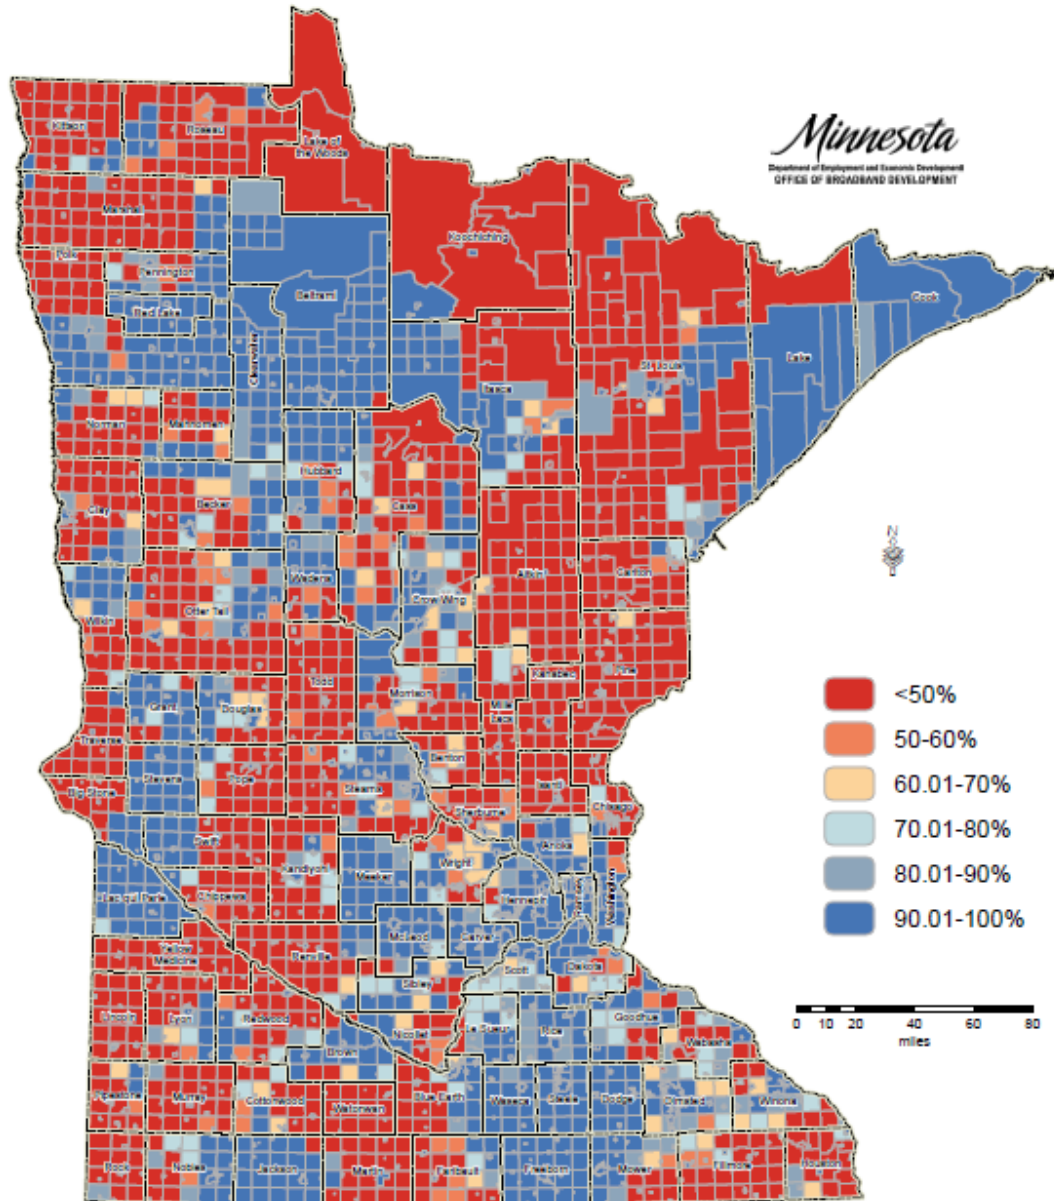 Minnesota
Department of Employment and Economic Development
OFFICE OF BROADBAND DEVELOPMENT
Kittson
Roseau
Lake of
the Woods
Marshall
Koochiching
Polk
Pennington
Beltrami
Cook
Red Lake
Clearwater
Lake
St. Louis
Itasca
Norman
Mahnomen
Hubbard
Becker
Cass
Clay
N
Aitkin
Carlton
Wadena
Crow Wing
Otter Tail
Wilkin
Pine
Todd
Kanabec
Morrison
Mille
Lacs
Grant
Douglas
Traverse
Benton
Stevens
Pope
Stearns
Big Stone
Isanti
Chisago
Sherburne
Swift
Anoka
Wright
Kandiyohi
Meeker
Hennepin
Ramsey
Washington
Lac qui Parle
Chippewa
McLeod
Carver
Yellow
Medicine
Renville
Scott
Dakota
Sibley
Lincoln
Lyon
Redwood
Nicollet
Le Sueur
Rice
Goodhue
Brown
Wabasha
Pipestone
Murray
Cottonwood
Watonwan
Blue Earth
Waseca
Steele
Dodge
Olmsted
Winona
Rock
Nobles
Jackson
Martin
Faribault
Freeborn
Mower
Fillmore
Houston
<50%
50-60%
60.01-70%
70.01-80%
80.01-90%
90.01-100%
0 10 20 40 60 80
miles